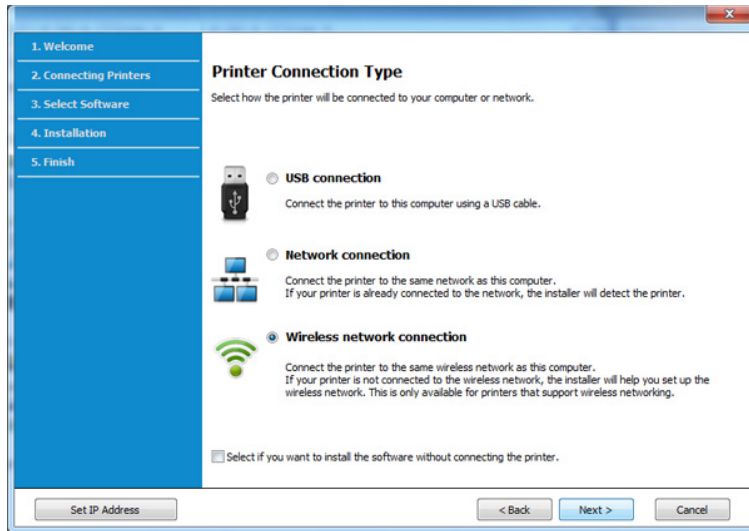 1. Welcome
2. Connecting Printers
3. Select Software
4. Installation
5. Finish
Printer Connection Type
Select how the printer will be connected to your computer or network.
USB connection
Connect the printer to this computer using a USB cable.
Network connection
Connect the printer to the same network as this computer.
If your printer is already connected to the network, the installer will detect the printer.
Wireless network connection
Connect the printer to the same wireless network as this computer.
If your printer is not connected to the wireless network, the installer will help you set up the
wireless network. This is only available for printers that support wireless networking.
Select if you want to install the software without connecting the printer.
Set IP Address
< Back
Next >
Cancel